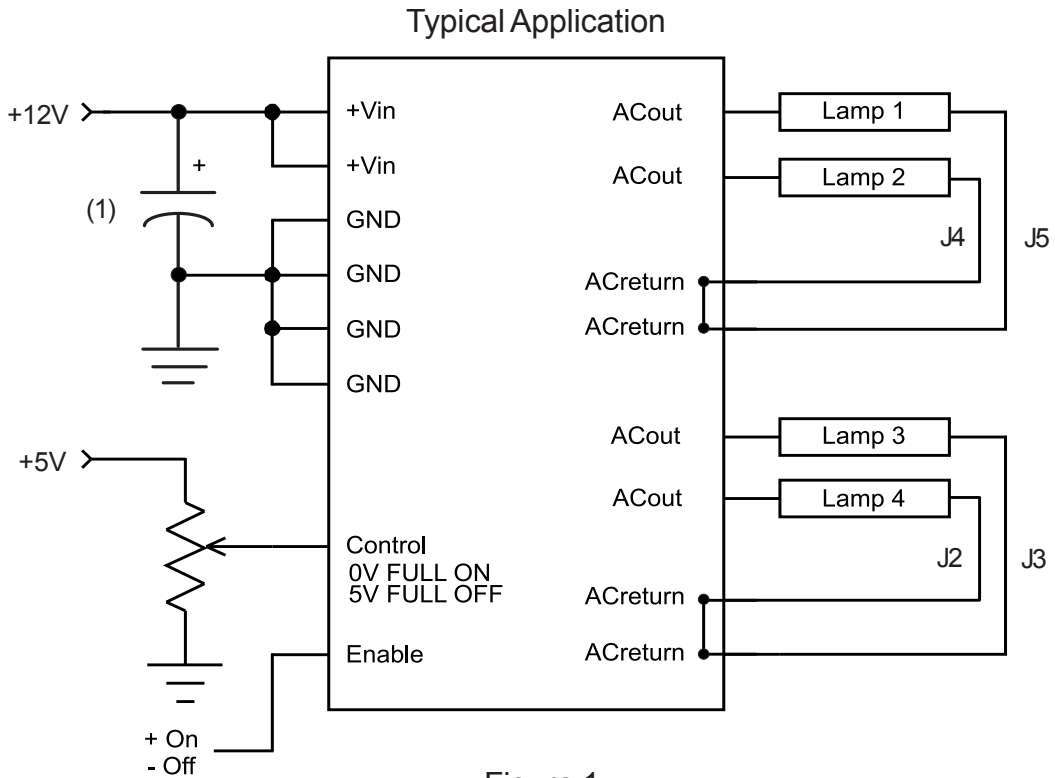 Typical Application
+12V
+
(1)
+Vin
+Vin
GND
GND
GND
GND
+5V
Control
0V FULL ON
5V FULL OFF
Enable
+ On
- Off
ACout
Lamp 1
ACout
Lamp 2
J4
J5
ACreturn
ACreturn
ACout
Lamp 3
ACout
Lamp 4
J2
J3
ACreturn
ACreturn